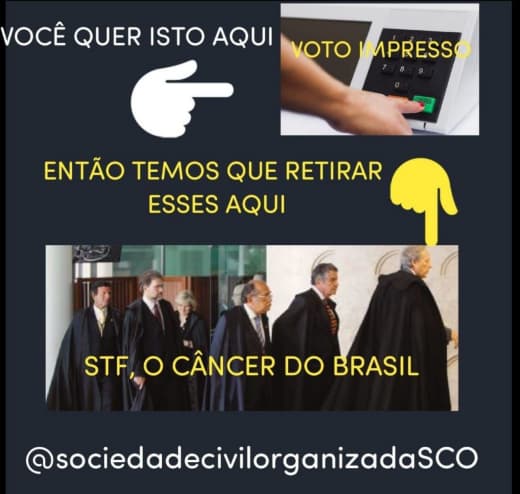 VOCÊ QUER ISTO AQUI
VOTO IMPRESSO
ENTÃO TEMOS QUE RETIRAR
ESSES AQUI
STF, O CÂNCER DO BRASIL
@sociedadecivilorganizadaSCO